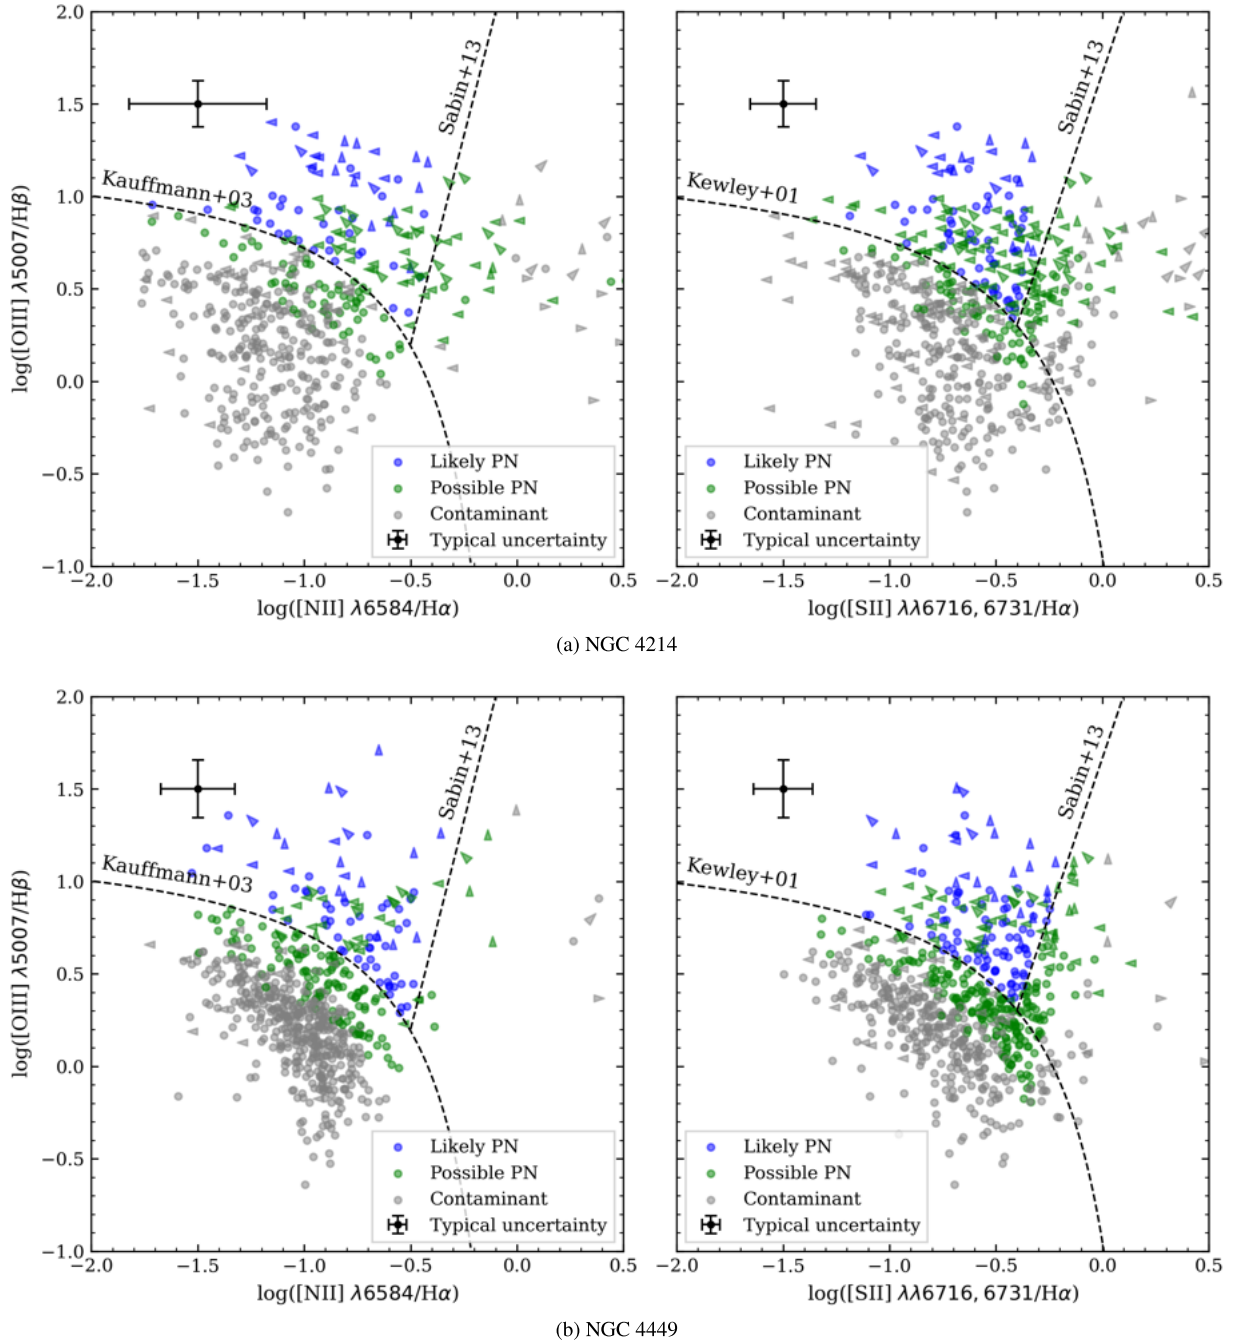 2.0
1.5
1.0
0.5
0.0
−0.5
−1.0
log([OIII] λ5007/Hβ)
Kauffmann+03
Sabin+13
Likely PN
Possible PN
Contaminant
Typical uncertainty
−2.0 −1.5 −1.0 −0.5 0.0 0.5
log([NII] λ6584/Hα)
Kewley+01
Sabin+13
Likely PN
Possible PN
Contaminant
Typical uncertainty
−2.0 −1.5 −1.0 −0.5 0.0 0.5
log([SII] λλ6716, 6731/Hα)
(a) NGC 4214
2.0
1.5
1.0
0.5
0.0
−0.5
−1.0
log([OIII] λ5007/Hβ)
Kauffmann+03
Sabin+13
Likely PN
Possible PN
Contaminant
Typical uncertainty
−2.0 −1.5 −1.0 −0.5 0.0 0.5
log([NII] λ6584/Hα)
Kewley+01
Sabin+13
Likely PN
Possible PN
Contaminant
Typical uncertainty
−2.0 −1.5 −1.0 −0.5 0.0 0.5
log([SII] λλ6716, 6731/Hα)
(b) NGC 4449